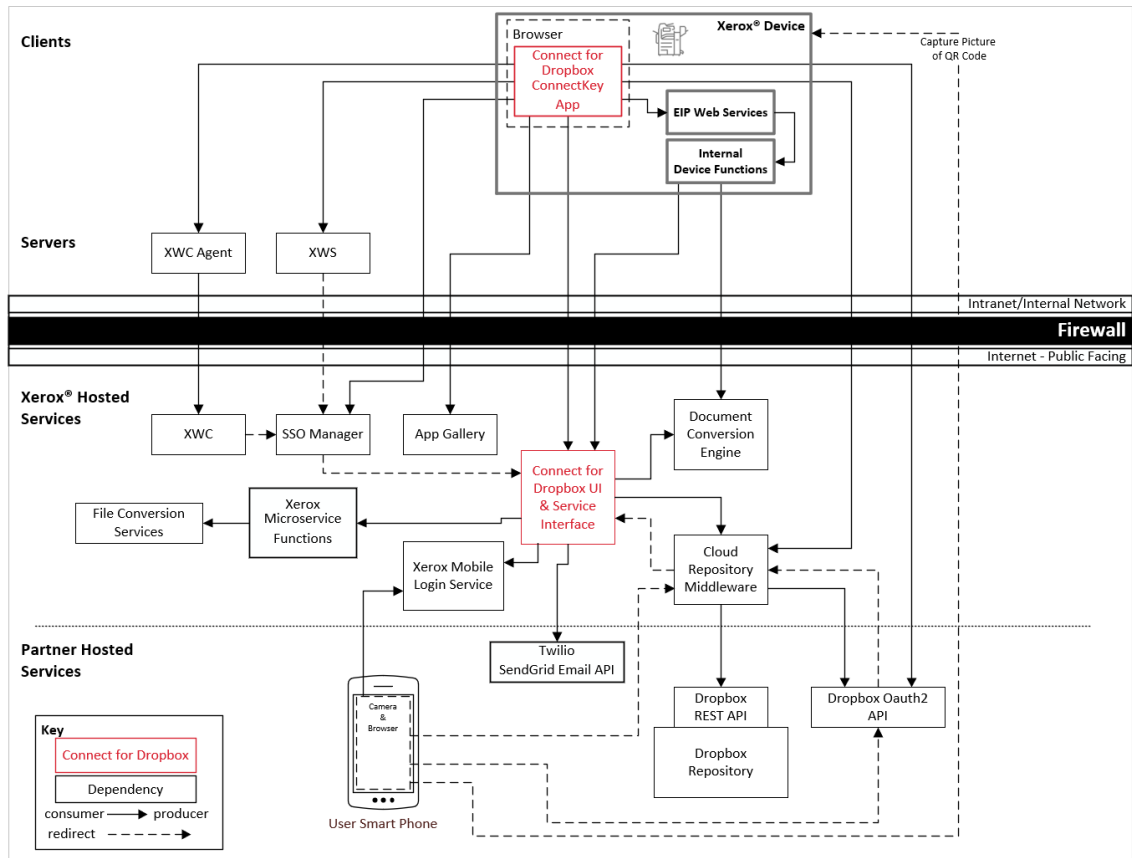 Clients
Xerox® Device
Browser
Connect for
Dropbox
ConnectKey
App
Capture Picture
of QR Code
EIP Web Services
Internal
Device Functions
Servers
XWC Agent
XWS
Intranet/Internal Network
Firewall
Internet - Public Facing
Xerox® Hosted
Services
XWC
SSO Manager
App Gallery
Document
Conversion
Engine
Connect for
Dropbox UI
& Service
Interface
File Conversion
Services
Xerox
Microservice
Functions
Xerox Mobile
Login Service
Cloud
Repository
Middleware
Partner Hosted
Services
Twilio
SendGrid Email API
Camera
&
Browser
Dropbox
REST API
Dropbox Oauth2
API
Dropbox
Repository
Key
Connect for Dropbox
Dependency
consumer
producer
redirect
User Smart Phone